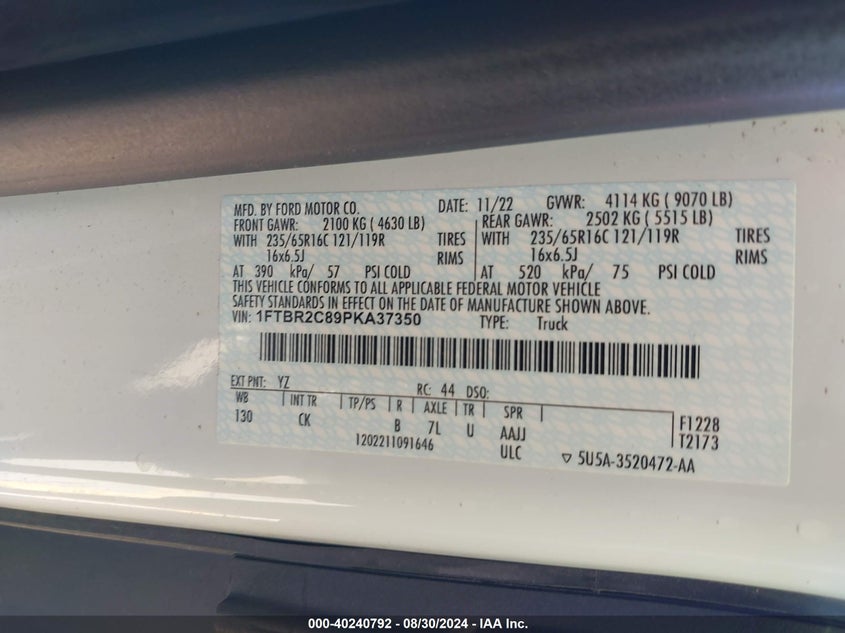 MFD. BY FORD MOTOR CO. DATE: 11/22 GVWR: 4114 KG ( 9070 LB)
FRONT GAWR: 2100 KG ( 4630 LB) REAR GAWR: 2502 KG ( 5515 LB)
WITH 235/65R16C 121/119R TIRES WITH 235/65R16C 121/119R TIRES
16x6.5J RIMS 16x6.5J RIMS
AT 390 kPa/ 57 PSI COLD AT 520 kPa/ 75 PSI COLD
THIS VEHICLE CONFORMS TO ALL APPLICABLE FEDERAL MOTOR VEHICLE
SAFETY STANDARDS IN EFFECT ON THE DATE OF MANUFACTURE SHOWN ABOVE.
VIN: 1FTBR2C89PKA37350 TYPE: Truck
EXT PNT: YZ RC: 44 DSO:
WB INT TR TP/PS R AXLE TR SPR
130 CK B 7L U AAJJ F1228
1202211091646 ULC T2173
5U5A-3520472-AA
000-40240792 - 08/30/2024 - IAA Inc.